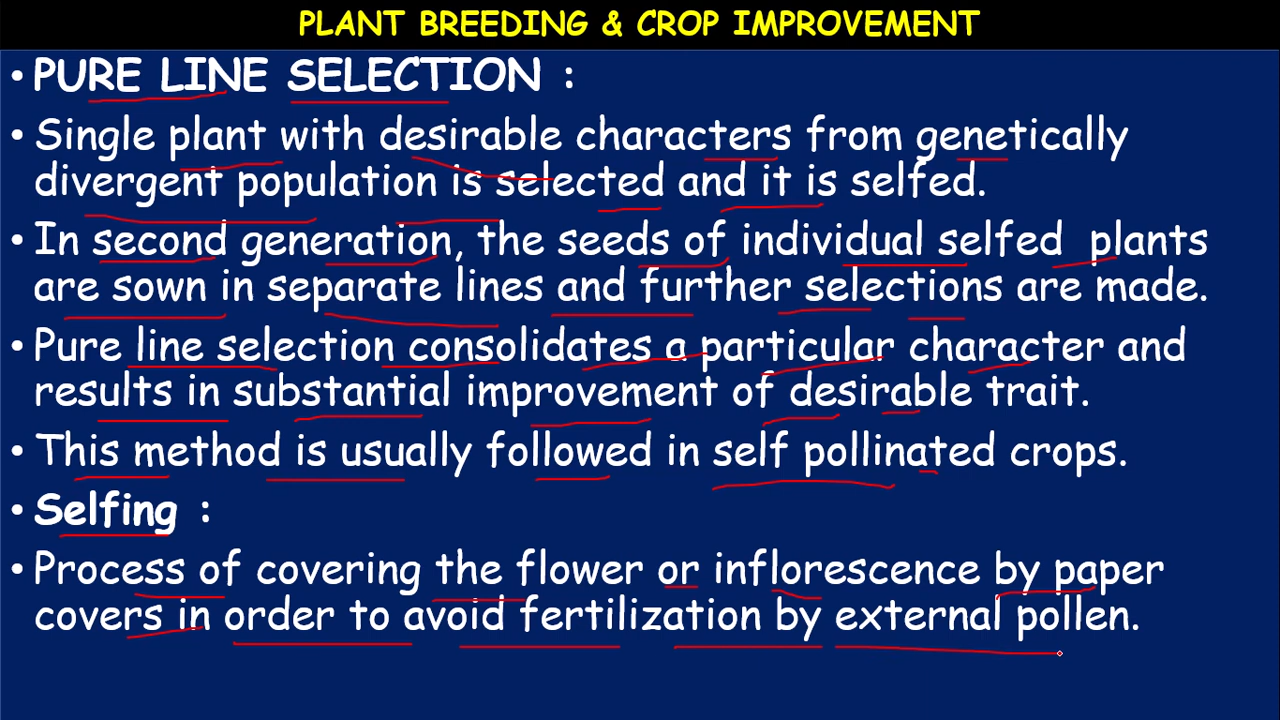 PLANT BREEDING & CROP IMPROVEMENT
• PURE LINE SELECTION :
• Single plant with desirable characters from genetically
divergent population is selected and it is selfed.
• In second generation, the seeds of individual selfed plants
are sown in separate lines and further selections are made.
• Pure line selection consolidates a particular character and
results in substantial improvement of desirable trait.
• This method is usually followed in self pollinated crops.
• Selfing :
• Process of covering the flower or inflorescence by paper
covers in order to avoid fertilization by external pollen.